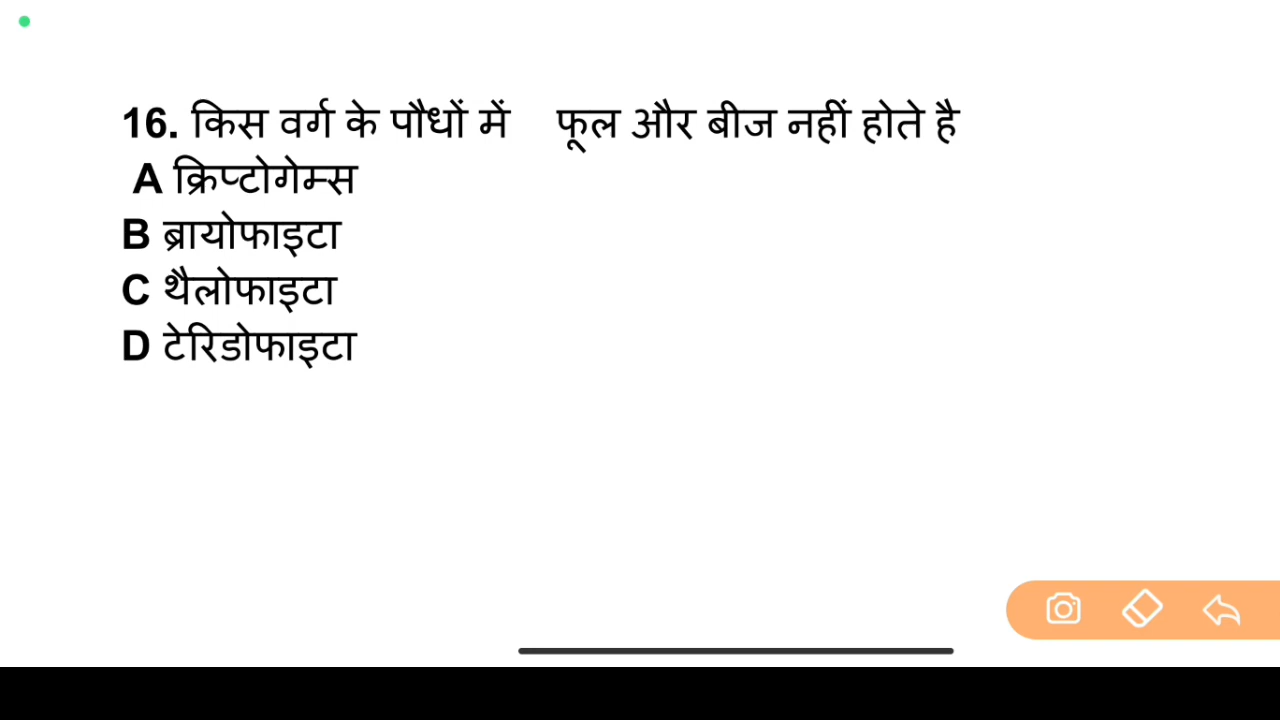 16. किस वर्ग के पौधों में फूल और बीज नहीं होते है
A क्रिप्टोगेम्स
B ब्रायोफाइटा
C थैलोफाइटा
D टेरिडोफाइटा